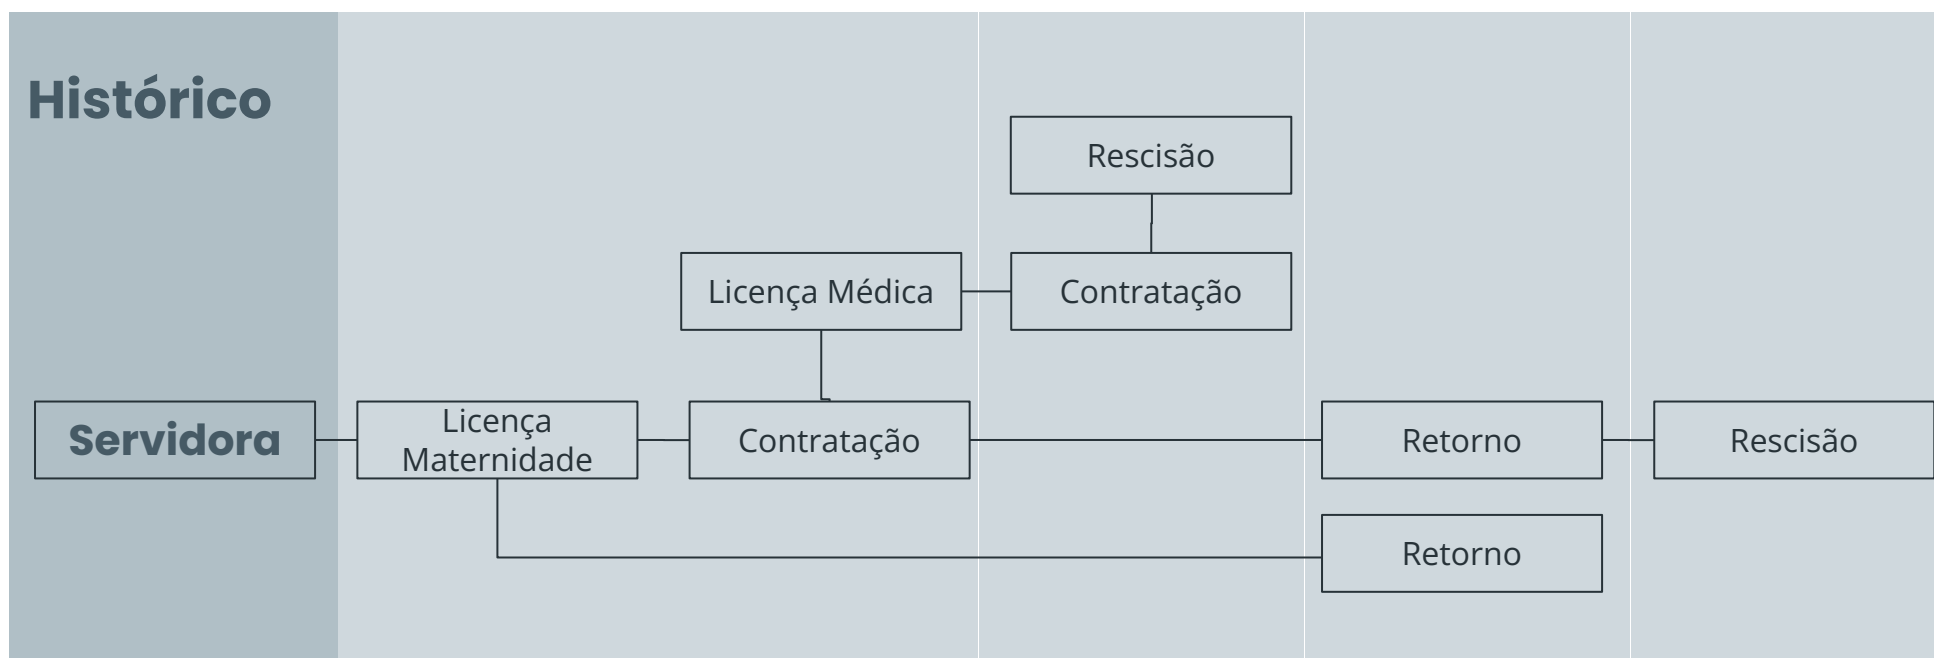 Histórico
Rescisão
Licença Médica
Contratação
Servidora
Licença
Maternidade
Contratação
Retorno
Rescisão
Retorno